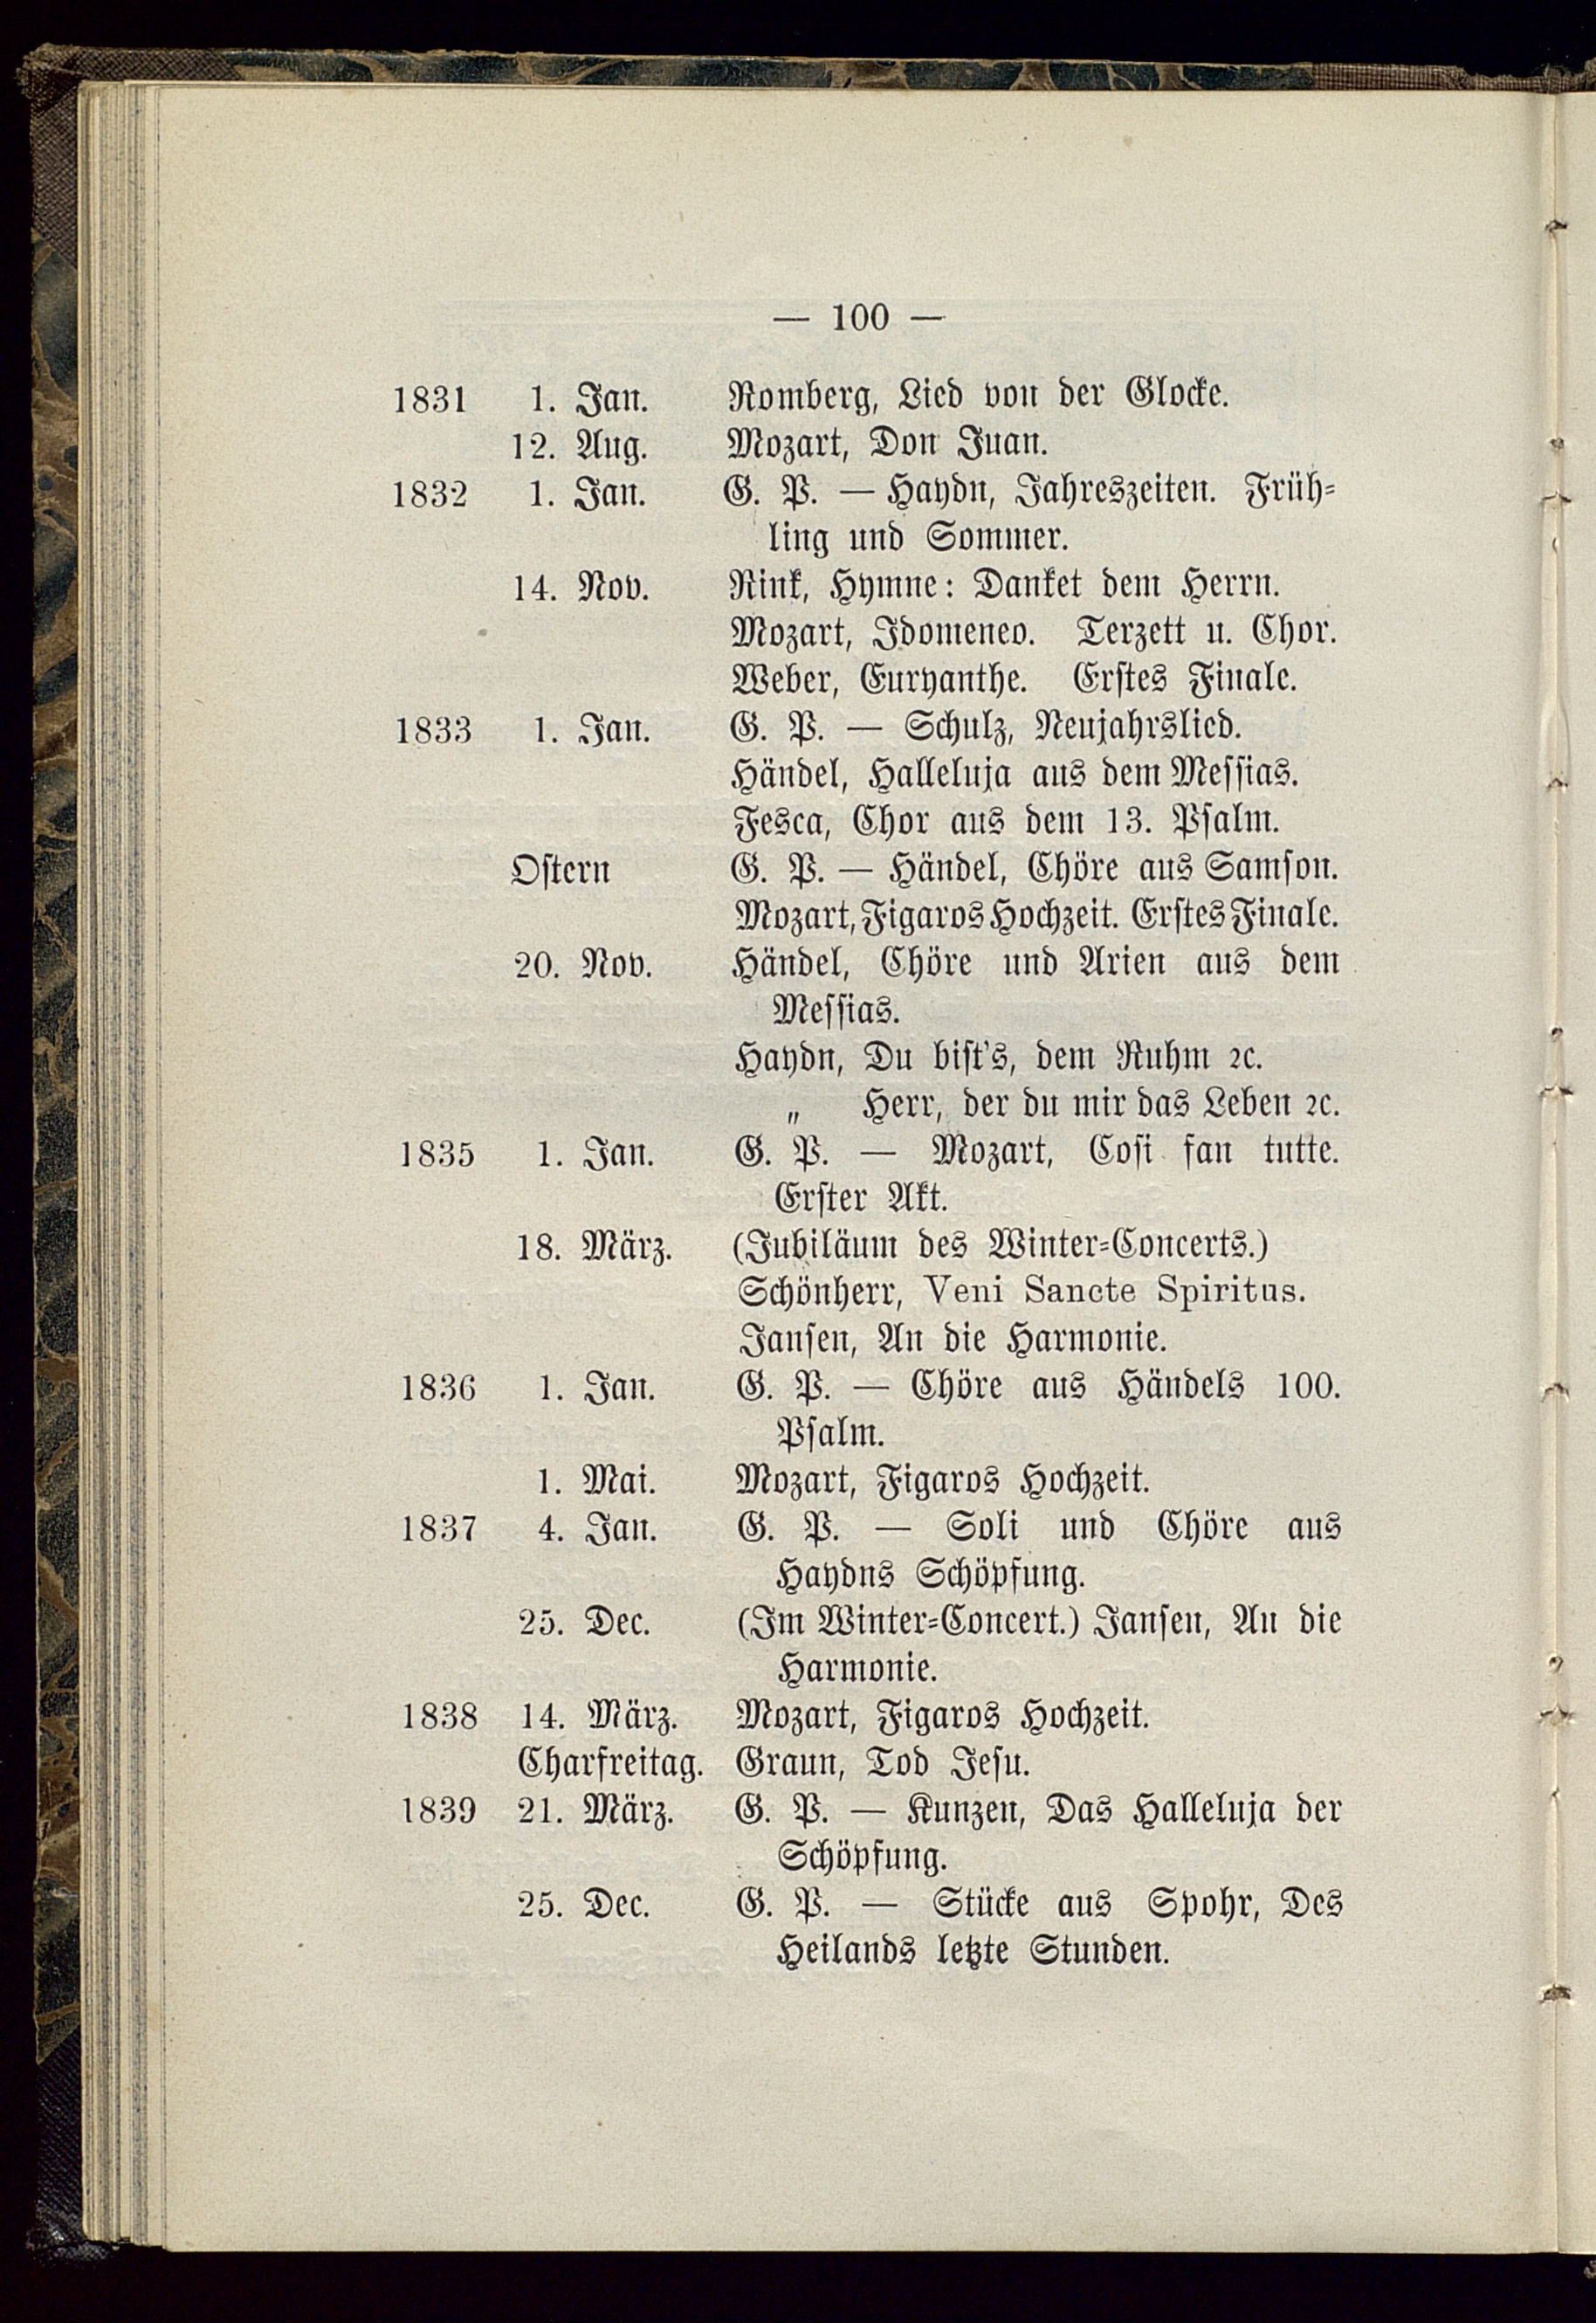 — 100 —
1831 1. Jan. Romberg, Lied von der Glocke.
12. Aug. Mozart, Don Juan.
1832 1. Jan. G. P. — Haydn, Jahreszeiten. Früh-
ling und Sommer.
14. Nov. Rink, Hymne: Danket dem Herrn.
Mozart, Idomeneo. Terzett u. Chor.
Weber, Euryanthe. Erstes Finale.
1833 1. Jan. G. P. — Schulz, Neujahrslied.
Händel, Halleluja aus dem Messias.
Fesca, Chor aus dem 13. Psalm.
Ostern G. P. — Händel, Chöre aus Samson.
Mozart, Figaros Hochzeit. Erstes Finale.
20. Nov. Händel, Chöre und Arien aus dem
Messias.
Haydn, Du bist's, dem Ruhm ꝛc.
„ Herr, der du mir das Leben ꝛc.
1835 1. Jan. G. P. — Mozart, Cosi fan tutte.
Erster Akt.
18. März. (Jubiläum des Winter-Concerts.)
Schönherr, Veni Sancte Spiritus.
Jansen, An die Harmonie.
1836 1. Jan. G. P. — Chöre aus Händels 100.
Psalm.
1. Mai. Mozart, Figaros Hochzeit.
1837 4. Jan. G. P. — Soli und Chöre aus
Haydns Schöpfung.
25. Dec. (Im Winter-Concert.) Jansen, An die
Harmonie.
1838 14. März. Mozart, Figaros Hochzeit.
Charfreitag. Graun, Tod Jesu.
1839 21. März. G. P. — Kunzen, Das Halleluja der
Schöpfung.
25. Dec. G. P. — Stücke aus Spohr, Des
Heilands letzte Stunden.